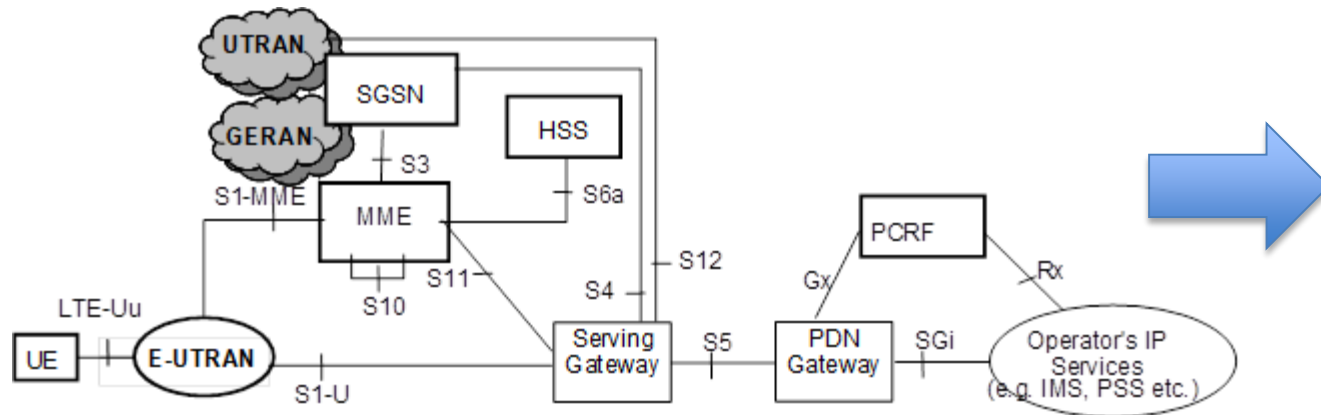 UTRAN
SGSN
GERAN
HSS
S3
S1-MME
S6a
MME
PCRF
S11
S12
Gx
Rx
S10
S4
LTE-Uu
UE
E-UTRAN
S1-U
Serving
Gateway
S5
PDN
Gateway
SGi
Operator's IP
Services
(e.g. IMS, PSS etc.)